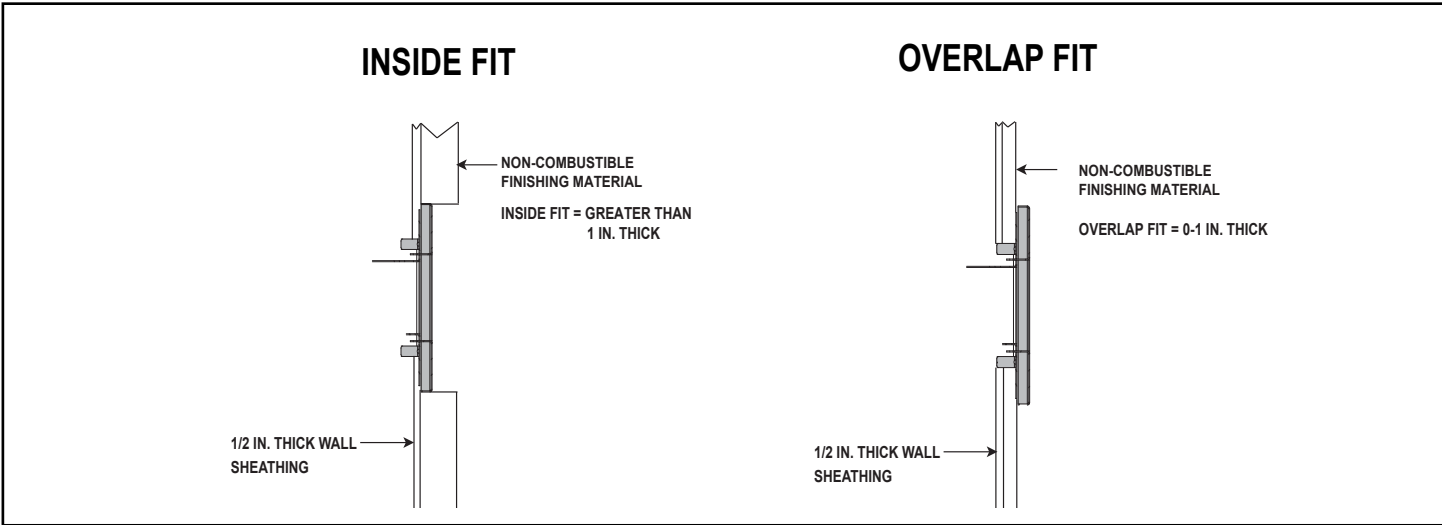 INSIDE FIT
NON-COMBUSTIBLE
FINISHING MATERIAL
INSIDE FIT = GREATER THAN
1 IN. THICK
1/2 IN. THICK WALL
SHEATHING
OVERLAP FIT
NON-COMBUSTIBLE
FINISHING MATERIAL
OVERLAP FIT = 0-1 IN. THICK
1/2 IN. THICK WALL
SHEATHING